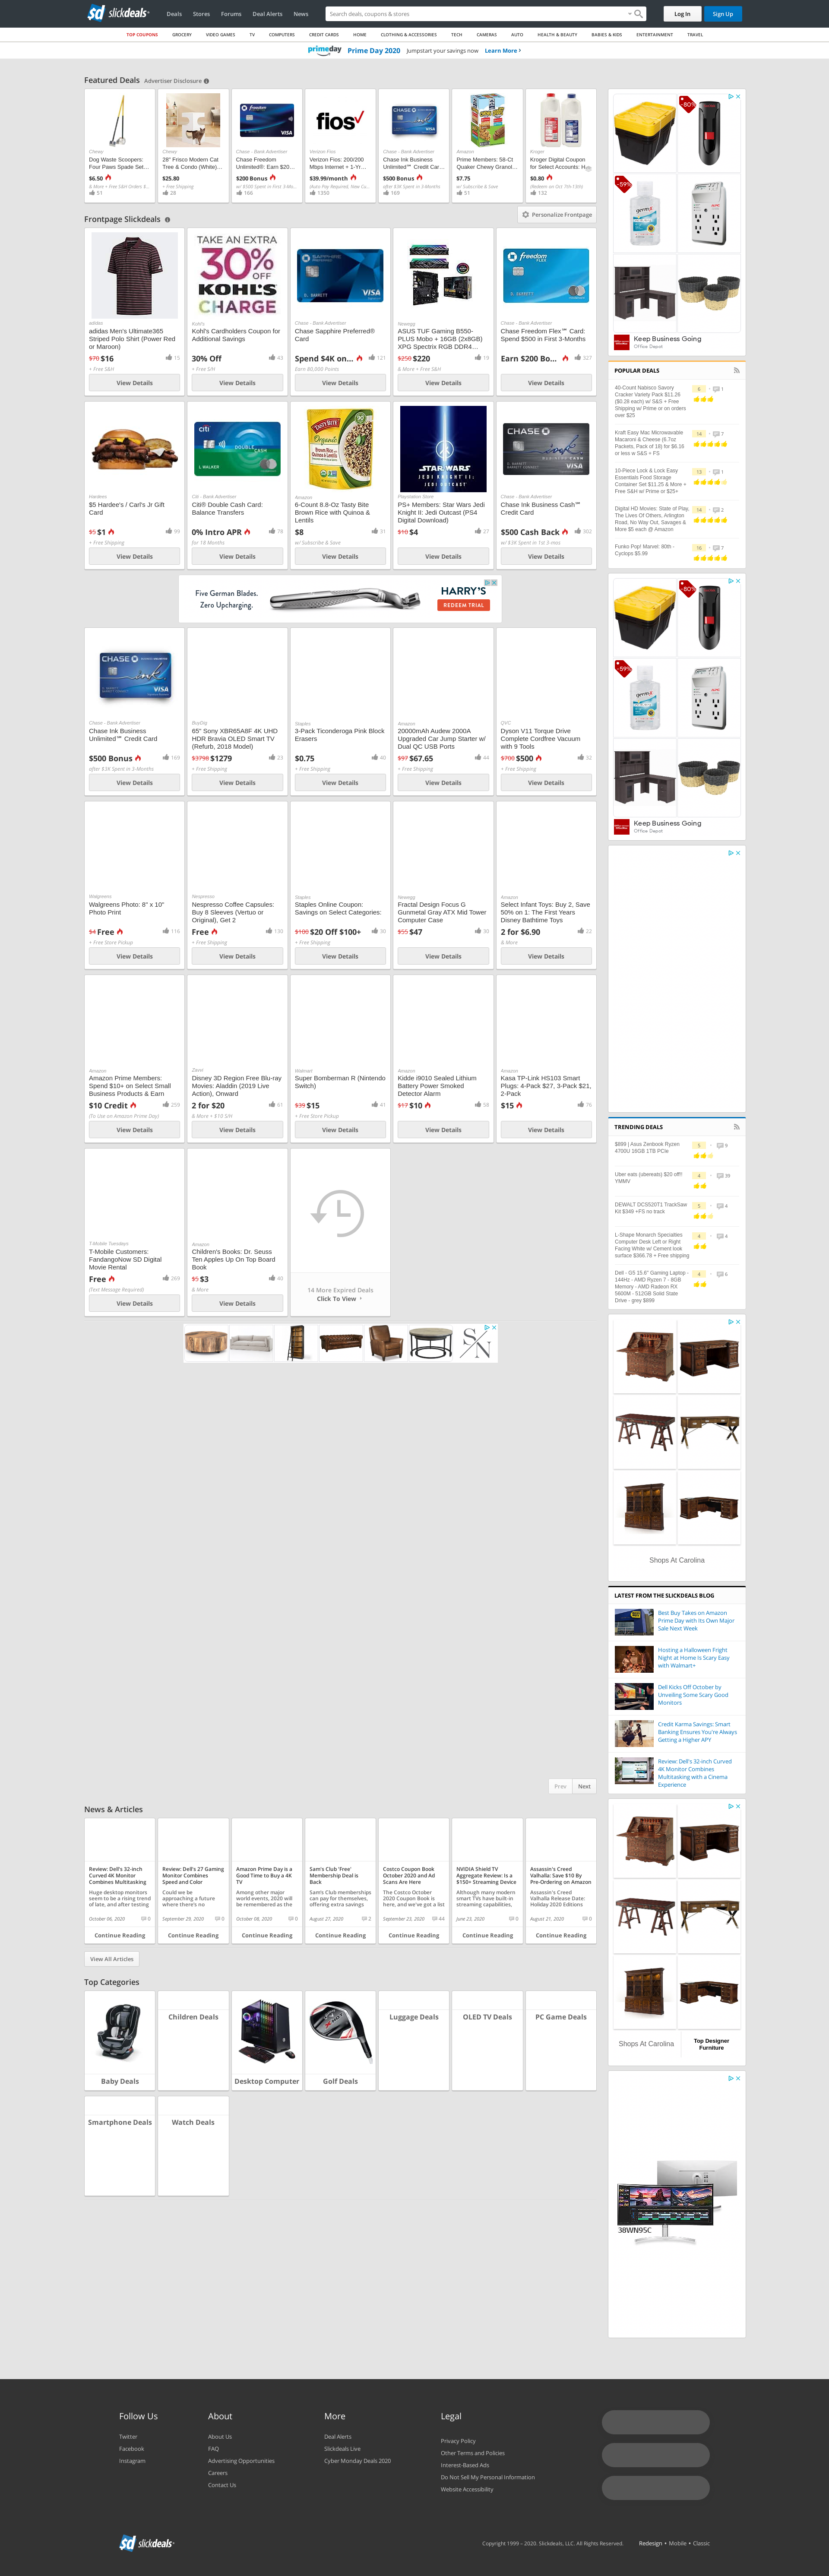 sd slickdeals
Deals
Stores
Forums
Deal Alerts
News
Search deals, coupons & stores
Log In
Sign Up
TOP COUPONS
GROCERY
VIDEO GAMES
TV
COMPUTERS
CREDIT CARDS
HOME
CLOTHING & ACCESSORIES
TECH
CAMERAS
AUTO
HEALTH & BEAUTY
BABIES & KIDS
ENTERTAINMENT
TRAVEL
primeday
Prime Day 2020
Jumpstart your savings now
Learn More
Featured Deals
Advertiser Disclosure
Chewy
Dog Waste Scoopers:
Four Paws Spade Set...
$6.50
& More + Free S&H Orders $...
51
Chewy
28" Frisco Modern Cat
Tree & Condo (White)...
$25.80
+ Free Shipping
28
Chase - Bank Advertiser
Chase Freedom
Unlimited®: Earn $20...
$200 Bonus
w/ $500 Spent in First 3-Mo...
166
fios
Verizon Fios
Verizon Fios: 200/200
Mbps Internet + 1-Yr...
$39.99/month
(Auto Pay Required, New Cu...
1350
Chase - Bank Advertiser
Chase Ink Business
Unlimited℠ Credit Car...
$500 Bonus
after $3K Spent in 3-Months
169
Amazon
Prime Members: 58-Ct
Quaker Chewy Granol...
$7.75
w/ Subscribe & Save
51
Kroger
Kroger Digital Coupon
for Select Accounts: H...
$0.80
(Redeem on Oct 7th-13th)
132
Frontpage Slickdeals
Personalize Frontpage
adidas
adidas Men's Ultimate365
Striped Polo Shirt (Power Red
or Maroon)
$70 $16
15
+ Free S&H
View Details
TAKE AN EXTRA
30% OFF
KOHL'S
CHARGE
Kohl's
Kohl's Cardholders Coupon for
Additional Savings
30% Off
43
+ Free S/H
View Details
Chase - Bank Advertiser
Chase Sapphire Preferred®
Card
Spend $4K on...
121
Earn 80,000 Points
View Details
Newegg
ASUS TUF Gaming B550-
PLUS Mobo + 16GB (2x8GB)
XPG Spectrix RGB DDR4...
$250 $220
19
& More + Free S&H
View Details
Chase - Bank Advertiser
Chase Freedom Flex℠ Card:
Spend $500 in First 3-Months
Earn $200 Bo...
327
View Details
Hardees
$5 Hardee's / Carl's Jr Gift
Card
$5 $1
99
+ Free Shipping
View Details
citi
DOUBLE CASH
L WALKER
Citi - Bank Advertiser
Citi® Double Cash Card:
Balance Transfers
0% Intro APR
78
for 18 Months
View Details
TASTY BITE
Organic
Brown Rice,
Quinoa &
Lentils
Amazon
6-Count 8.8-Oz Tasty Bite
Brown Rice with Quinoa &
Lentils
$8
31
w/ Subscribe & Save
View Details
STAR WARS
JEDI KNIGHT II:
JEDI OUTCAST
Playstation Store
PS+ Members: Star Wars Jedi
Knight II: Jedi Outcast (PS4
Digital Download)
$10 $4
27
View Details
Chase - Bank Advertiser
Chase Ink Business Cash℠
Credit Card
$500 Cash Back
302
w/ $3K Spent in 1st 3-mos
View Details
Five German Blades.
Zero Upcharging.
HARRY'S
REDEEM TRIAL
Chase - Bank Advertiser
Chase Ink Business
Unlimited℠ Credit Card
$500 Bonus
169
after $3K Spent in 3-Months
View Details
BuyDig
65" Sony XBR65A8F 4K UHD
HDR Bravia OLED Smart TV
(Refurb, 2018 Model)
$3798 $1279
23
+ Free Shipping
View Details
Staples
3-Pack Ticonderoga Pink Block
Erasers
$0.75
40
+ Free Shipping
View Details
Amazon
20000mAh Audew 2000A
Upgraded Car Jump Starter w/
Dual QC USB Ports
$97 $67.65
44
+ Free Shipping
View Details
QVC
Dyson V11 Torque Drive
Complete Cordfree Vacuum
with 9 Tools
$700 $500
32
+ Free Shipping
View Details
Walgreens
Walgreens Photo: 8" x 10"
Photo Print
$4 Free
116
+ Free Store Pickup
View Details
Nespresso
Nespresso Coffee Capsules:
Buy 8 Sleeves (Vertuo or
Original), Get 2
Free
130
+ Free Shipping
View Details
Staples
Staples Online Coupon:
Savings on Select Categories:
$100 $20 Off $100+
30
+ Free Shipping
View Details
Newegg
Fractal Design Focus G
Gunmetal Gray ATX Mid Tower
Computer Case
$55 $47
30
View Details
Amazon
Select Infant Toys: Buy 2, Save
50% on 1: The First Years
Disney Bathtime Toys
2 for $6.90
22
& More
View Details
Amazon
Amazon Prime Members:
Spend $10+ on Select Small
Business Products & Earn
$10 Credit
259
(To Use on Amazon Prime Day)
View Details
Zavvi
Disney 3D Region Free Blu-ray
Movies: Aladdin (2019 Live
Action), Onward
2 for $20
61
& More + $10 S/H
View Details
Walmart
Super Bomberman R (Nintendo
Switch)
$39 $15
41
+ Free Store Pickup
View Details
Amazon
Kidde i9010 Sealed Lithium
Battery Power Smoked
Detector Alarm
$17 $10
58
View Details
Amazon
Kasa TP-Link HS103 Smart
Plugs: 4-Pack $27, 3-Pack $21,
2-Pack
$15
76
View Details
T-Mobile Tuesdays
T-Mobile Customers:
FandangoNow SD Digital
Movie Rental
Free
269
(Text Message Required)
View Details
Amazon
Children's Books: Dr. Seuss
Ten Apples Up On Top Board
Book
$5 $3
40
& More
View Details
14 More Expired Deals
Click To View
S/N
Prev
Next
News & Articles
Review: Dell's 32-inch
Curved 4K Monitor
Combines Multitasking
Huge desktop monitors
seem to be a rising trend
of late, and after testing
October 06, 2020
0
Continue Reading
Review: Dell's 27 Gaming
Monitor Combines
Speed and Color
Could we be
approaching a future
where there's no
September 29, 2020
0
Continue Reading
Amazon Prime Day is a
Good Time to Buy a 4K
TV
Among other major
world events, 2020 will
be remembered as the
October 08, 2020
0
Continue Reading
Sam's Club 'Free'
Membership Deal is
Back
Sam's Club memberships
can pay for themselves,
offering extra savings
August 27, 2020
2
Continue Reading
Costco Coupon Book
October 2020 and Ad
Scans Are Here
The Costco October
2020 Coupon Book is
here, and we've got a list
September 23, 2020
44
Continue Reading
NVIDIA Shield TV
Aggregate Review: Is a
$150+ Streaming Device
Although many modern
smart TVs have built-in
streaming capabilities,
June 23, 2020
0
Continue Reading
Assassin's Creed
Valhalla: Save $10 By
Pre-Ordering on Amazon
Assassin's Creed
Valhalla Release Date:
Holiday 2020 Editions
August 21, 2020
0
Continue Reading
View All Articles
Top Categories
Baby Deals
Children Deals
Desktop Computer
Golf Deals
Luggage Deals
OLED TV Deals
PC Game Deals
Smartphone Deals
Watch Deals
-80%
-59%
Keep Business Going
Office Depot
POPULAR DEALS
40-Count Nabisco Savory
Cracker Variety Pack $11.26
($0.28 each) w/ S&S + Free
Shipping w/ Prime or on orders
over $25
6
1
Kraft Easy Mac Microwavable
Macaroni & Cheese (6.7oz
Packets, Pack of 18) for $6.16
or less w S&S + FS
14
7
10-Piece Lock & Lock Easy
Essentials Food Storage
Container Set $11.25 & More +
Free S&H w/ Prime or $25+
13
1
Digital HD Movies: State of Play,
The Lives Of Others, Arlington
Road, No Way Out, Savages &
More $5 each @ Amazon
14
2
Funko Pop! Marvel: 80th -
Cyclops $5.99
16
7
-80%
-59%
Keep Business Going
Office Depot
TRENDING DEALS
$899 | Asus Zenbook Ryzen
4700U 16GB 1TB PCIe
5
9
Uber eats (ubereats) $20 off!!
YMMV
4
39
DEWALT DCS520T1 TrackSaw
Kit $349 +FS no track
5
4
L-Shape Monarch Specialties
Computer Desk Left or Right
Facing White w/ Cement look
surface $366.79 + Free shipping
4
4
Dell - G5 15.6" Gaming Laptop -
144Hz - AMD Ryzen 7 - 8GB
Memory - AMD Radeon RX
5600M - 512GB Solid State
Drive - grey $899
4
6
Shops At Carolina
LATEST FROM THE SLICKDEALS BLOG
Best Buy Takes on Amazon
Prime Day with Its Own Major
Sale Next Week
Hosting a Halloween Fright
Night at Home Is Scary Easy
with Walmart+
Dell Kicks Off October by
Unveiling Some Scary Good
Monitors
Credit Karma Savings: Smart
Banking Ensures You're Always
Getting a Higher APY
Review: Dell's 32-inch Curved
4K Monitor Combines
Multitasking with a Cinema
Experience
Shops At Carolina
Top Designer
Furniture
38WN95C
Follow Us
Twitter
Facebook
Instagram
About
About Us
FAQ
Advertising Opportunities
Careers
Contact Us
More
Deal Alerts
Slickdeals Live
Cyber Monday Deals 2020
Legal
Privacy Policy
Other Terms and Policies
Interest-Based Ads
Do Not Sell My Personal Information
Website Accessibility
sd slickdeals
Copyright 1999 – 2020. Slickdeals, LLC. All Rights Reserved.
Redesign • Mobile • Classic